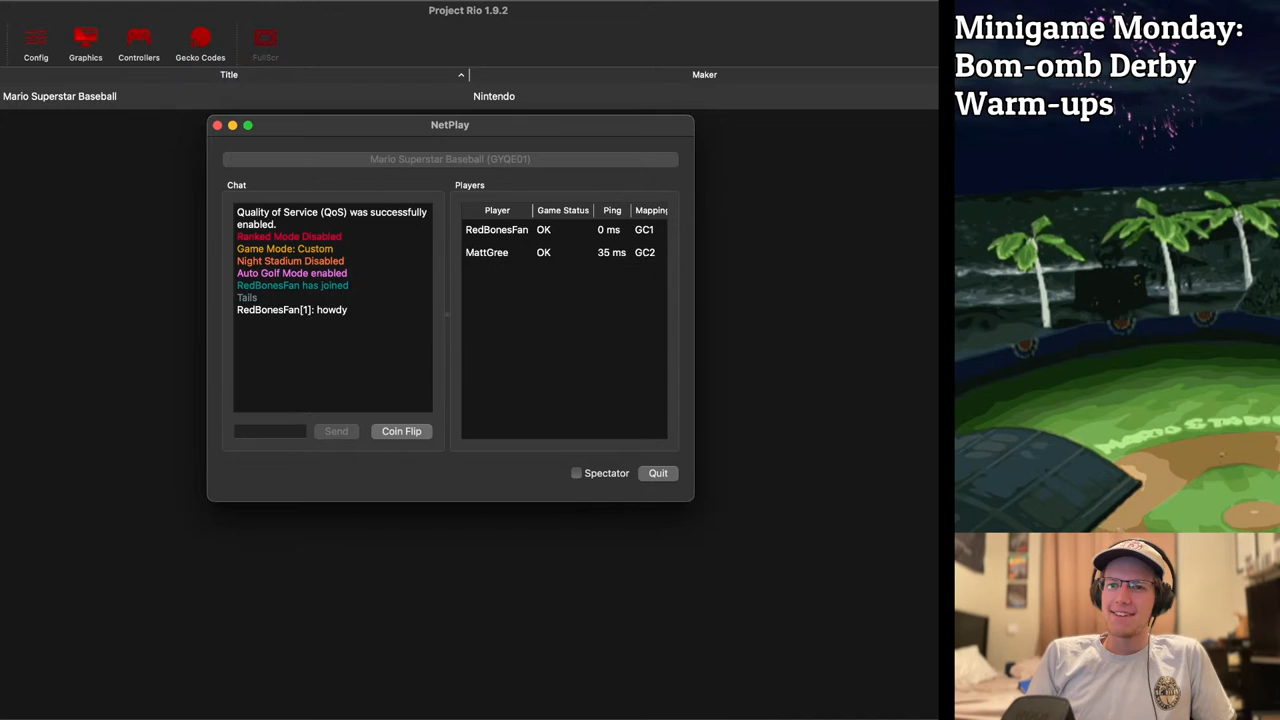 Project Rio 1.9.2
Config
Graphics
Controllers
Gecko Codes
FullScr
Title
Maker
Mario Superstar Baseball
Nintendo
NetPlay
Mario Superstar Baseball (GYQE01)
Chat
Quality of Service (QoS) was successfully
enabled.
Ranked Mode Disabled
Game Mode: Custom
Night Stadium Disabled
Auto Golf Mode enabled
RedBonesFan has joined
Tails
RedBonesFan[1]: howdy
Send
Coin Flip
Players
Player Game Status Ping Mapping
RedBonesFan OK 0 ms GC1
MattGree OK 35 ms GC2
Spectator
Quit
Minigame Monday:
Bom-omb Derby
Warm-ups
MARIO STADIU